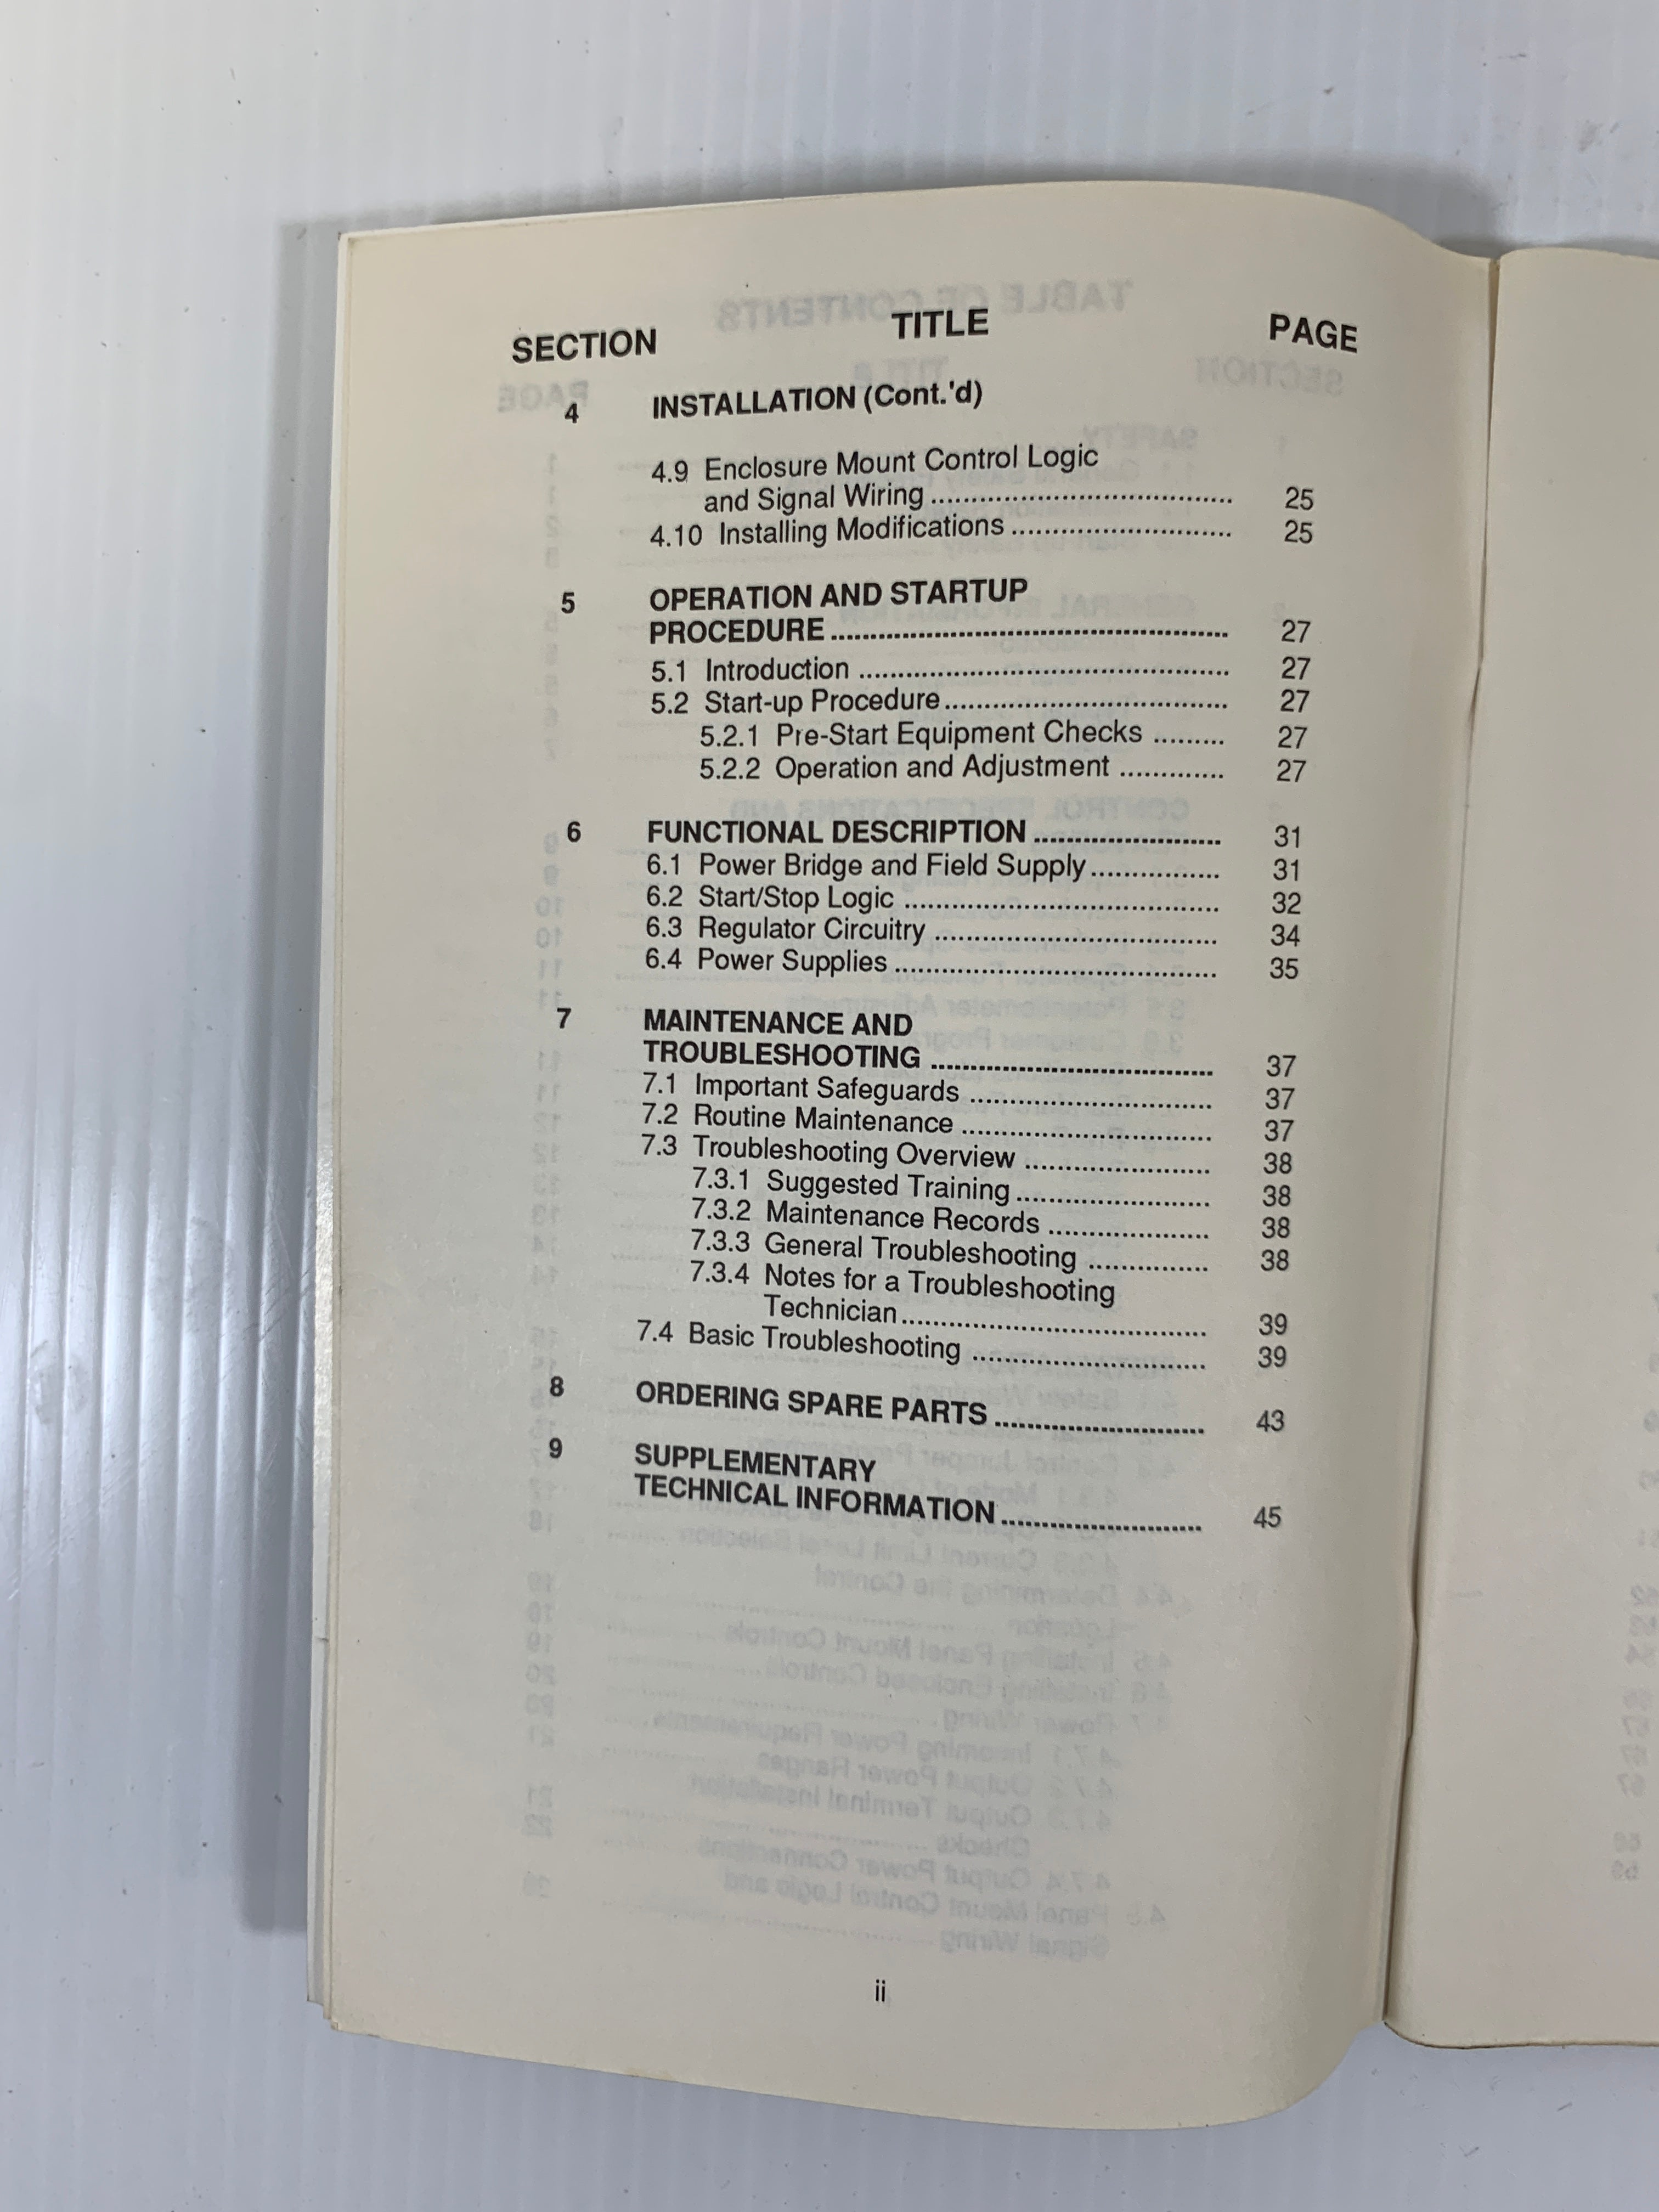 SECTION TITLE PAGE
4 INSTALLATION (Cont.'d)
4.9 Enclosure Mount Control Logic
and Signal Wiring .................................... 25
4.10 Installing Modifications .......................... 25
5 OPERATION AND STARTUP
PROCEDURE ................................................. 27
5.1 Introduction .............................................. 27
5.2 Start-up Procedure................................... 27
5.2.1 Pre-Start Equipment Checks ......... 27
5.2.2 Operation and Adjustment ............. 27
6 FUNCTIONAL DESCRIPTION ....................... 31
6.1 Power Bridge and Field Supply................ 31
6.2 Start/Stop Logic ....................................... 32
6.3 Regulator Circuitry ................................... 34
6.4 Power Supplies ........................................ 35
7 MAINTENANCE AND
TROUBLESHOOTING ................................... 37
7.1 Important Safeguards .............................. 37
7.2 Routine Maintenance ............................... 37
7.3 Troubleshooting Overview ....................... 38
7.3.1 Suggested Training ........................ 38
7.3.2 Maintenance Records .................... 38
7.3.3 General Troubleshooting ............... 38
7.3.4 Notes for a Troubleshooting
Technician...................................... 39
7.4 Basic Troubleshooting ............................. 39
8 ORDERING SPARE PARTS .......................... 43
9 SUPPLEMENTARY
TECHNICAL INFORMATION ......................... 45
ii